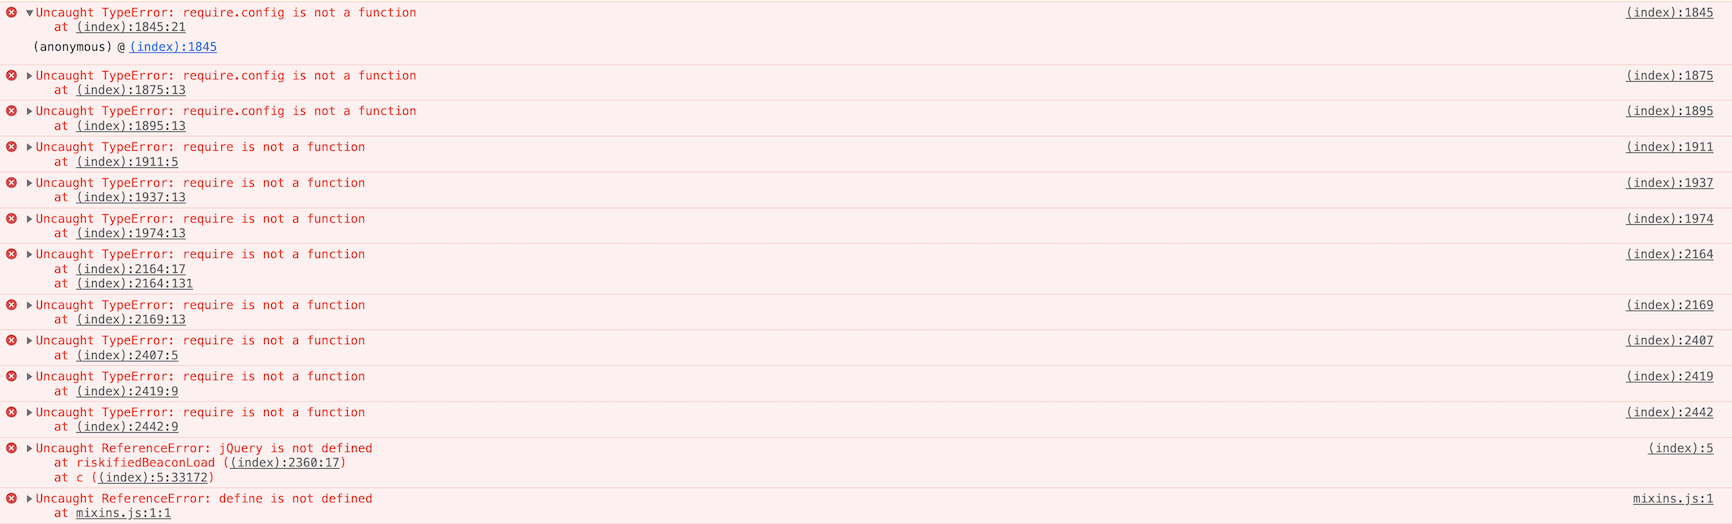 Uncaught TypeError: require.config is not a function (index):1845
at (index):1845:21
(anonymous) @ (index):1845
Uncaught TypeError: require.config is not a function (index):1875
at (index):1875:13
Uncaught TypeError: require.config is not a function (index):1895
at (index):1895:13
Uncaught TypeError: require is not a function (index):1911
at (index):1911:5
Uncaught TypeError: require is not a function (index):1937
at (index):1937:13
Uncaught TypeError: require is not a function (index):1974
at (index):1974:13
Uncaught TypeError: require is not a function (index):2164
at (index):2164:17
at (index):2164:131
Uncaught TypeError: require is not a function (index):2169
at (index):2169:13
Uncaught TypeError: require is not a function (index):2407
at (index):2407:5
Uncaught TypeError: require is not a function (index):2419
at (index):2419:9
Uncaught TypeError: require is not a function (index):2442
at (index):2442:9
Uncaught ReferenceError: jQuery is not defined (index):5
at riskifiedBeaconLoad ((index):2360:17)
at c ((index):5:33172)
Uncaught ReferenceError: define is not defined mixins.js:1
at mixins.js:1:1